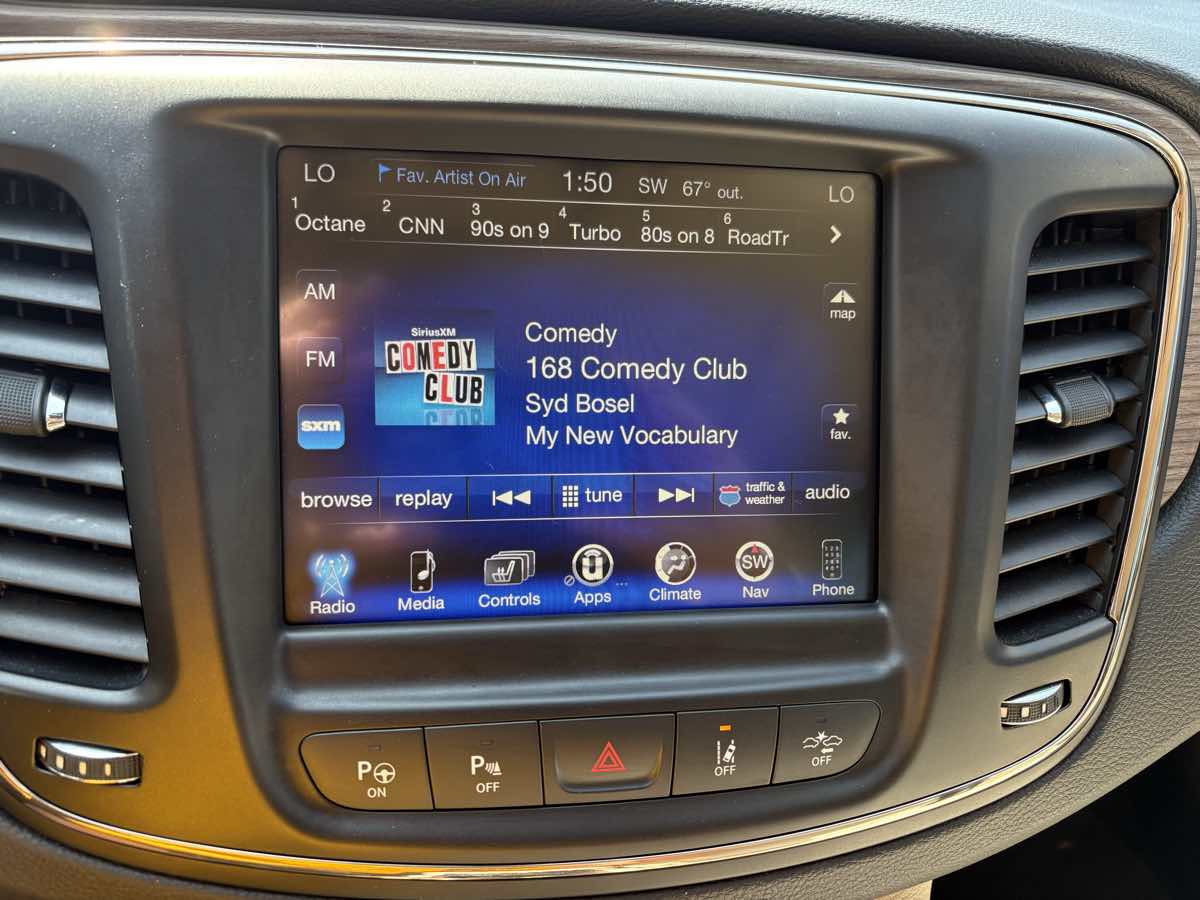 LO Fav. Artist On Air 1:50 SW 67° out. LO
1 Octane 2 CNN 3 90s on 9 4 Turbo 5 80s on 8 6 RoadTr
AM
map
FM
sxm
fav.
SiriusXM
COMEDY
CLUB
Comedy
168 Comedy Club
Syd Bosel
My New Vocabulary
browse replay tune traffic & weather audio
SW
Radio Media Controls Apps Climate Nav Phone
P ON
P OFF
OFF
OFF